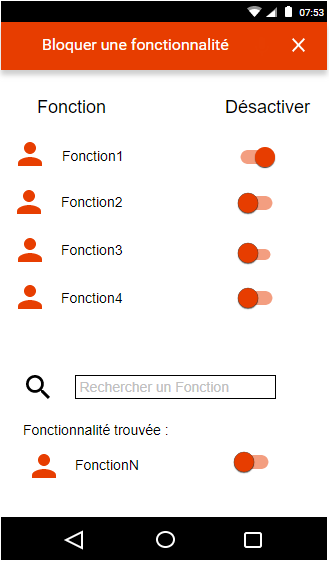 07:53
Bloquer une fonctionnalité
Fonction Désactiver
Fonction1
Fonction2
Fonction3
Fonction4
Rechercher un Fonction
Fonctionnalité trouvée :
FonctionN